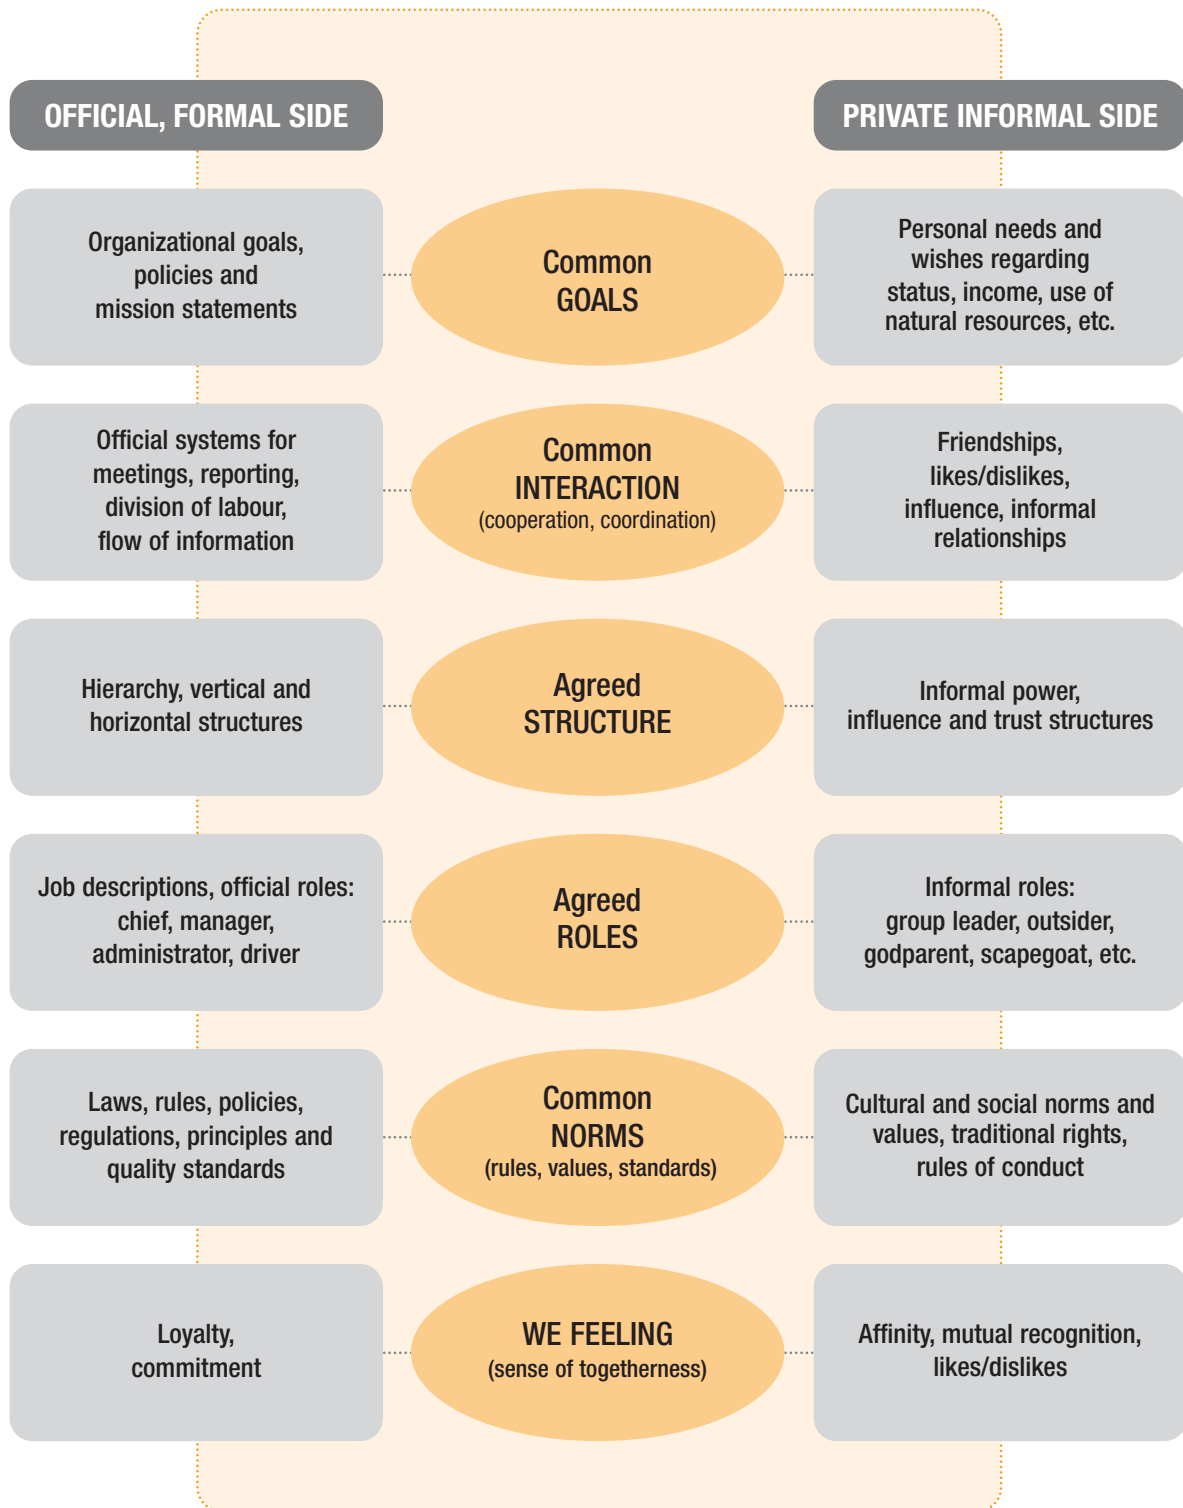 OFFICIAL, FORMAL SIDE
PRIVATE INFORMAL SIDE
Organizational goals,
policies and
mission statements
Common
GOALS
Personal needs and
wishes regarding
status, income, use of
natural resources, etc.
Official systems for
meetings, reporting,
division of labour,
flow of information
Common
INTERACTION
(cooperation, coordination)
Friendships,
likes/dislikes,
influence, informal
relationships
Hierarchy, vertical and
horizontal structures
Agreed
STRUCTURE
Informal power,
influence and trust structures
Job descriptions, official roles:
chief, manager,
administrator, driver
Agreed
ROLES
Informal roles:
group leader, outsider,
godparent, scapegoat, etc.
Laws, rules, policies,
regulations, principles and
quality standards
Common
NORMS
(rules, values, standards)
Cultural and social norms and
values, traditional rights,
rules of conduct
Loyalty,
commitment
WE FEELING
(sense of togetherness)
Affinity, mutual recognition,
likes/dislikes